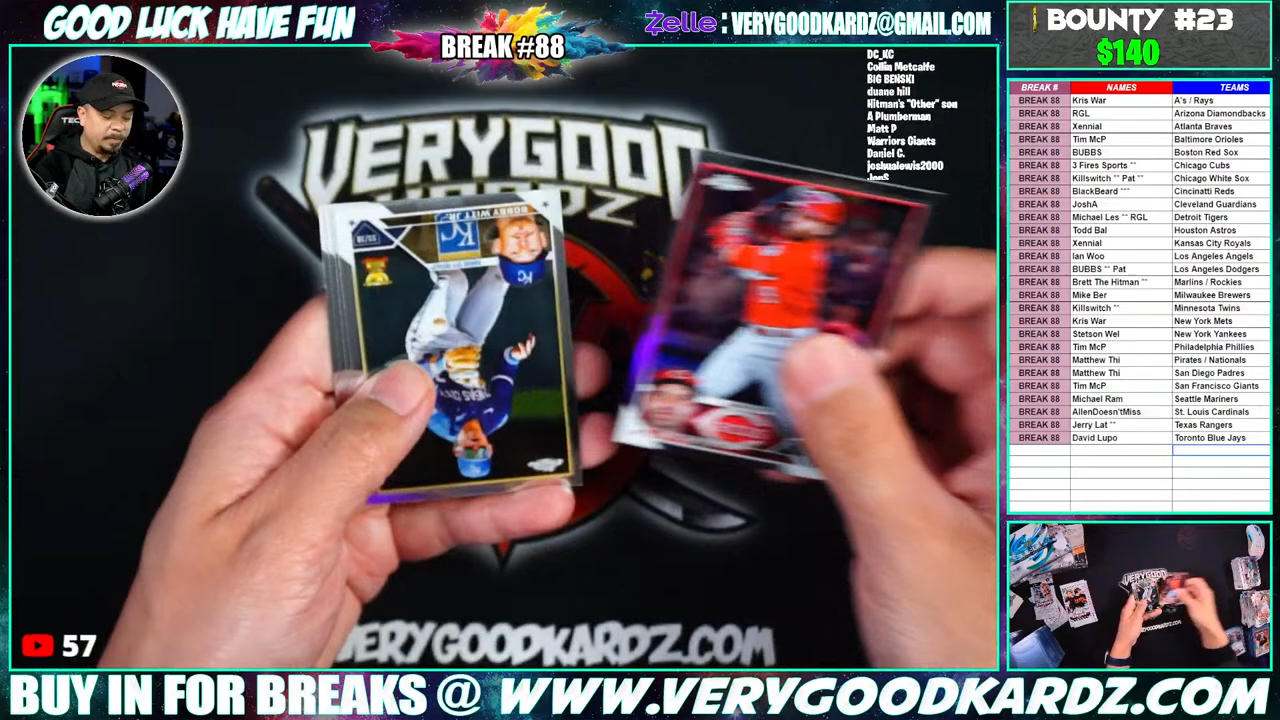 GOOD LUCK HAVE FUN
BREAK #88
Zelle : VERYGOODKARDZ@GMAIL.COM
BOUNTY #23
$140
DC_KC
Collin Metcalfe
BIG BENSKI
duane hill
Hitman's "Other" son
A Plumberman
Matt P
Warriors Giants
Daniel C.
joshualewis2000
VERYGOOD
BOBBY WITT JR.
KC
VERYGOODKARDZ.COM
57
BREAK # NAMES TEAMS
BREAK 88 Kris War A's / Rays
BREAK 88 RGL Arizona Diamondbacks
BREAK 88 Xennial Atlanta Braves
BREAK 88 Tim McP Baltimore Orioles
BREAK 88 BUBBS Boston Red Sox
BREAK 88 3 Fires Sports ** Chicago Cubs
BREAK 88 Killswitch ** Pat ** Chicago White Sox
BREAK 88 BlackBeard *** Cincinatti Reds
BREAK 88 JoshA Cleveland Guardians
BREAK 88 Michael Les ** RGL Detroit Tigers
BREAK 88 Todd Bal Houston Astros
BREAK 88 Xennial Kansas City Royals
BREAK 88 Ian Woo Los Angeles Angels
BREAK 88 BUBBS ** Pat Los Angeles Dodgers
BREAK 88 Brett The Hitman ** Marlins / Rockies
BREAK 88 Mike Ber Milwaukee Brewers
BREAK 88 Killswitch ** Minnesota Twins
BREAK 88 Kris War New York Mets
BREAK 88 Stetson Wel New York Yankees
BREAK 88 Tim McP Philadelphia Phillies
BREAK 88 Matthew Thi Pirates / Nationals
BREAK 88 Matthew Thi San Diego Padres
BREAK 88 Tim McP San Francisco Giants
BREAK 88 Michael Ram Seattle Mariners
BREAK 88 AllenDoesn'tMiss St. Louis Cardinals
BREAK 88 Jerry Lat ** Texas Rangers
BREAK 88 David Lupo Toronto Blue Jays
BUY IN FOR BREAKS @ WWW.VERYGOODKARDZ.COM